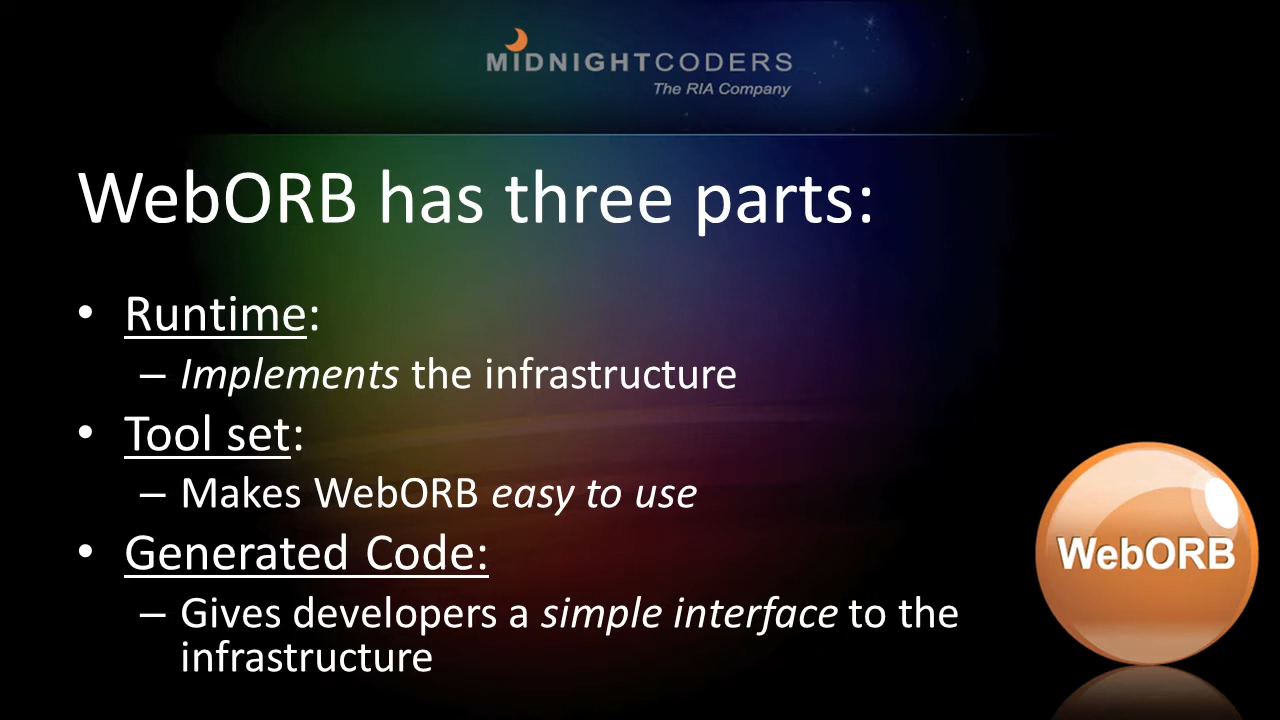 MIDNIGHTCODERS
The RIA Company
WebORB has three parts:
• Runtime:
– Implements the infrastructure
• Tool set:
– Makes WebORB easy to use
• Generated Code:
– Gives developers a simple interface to the
infrastructure
WebORB